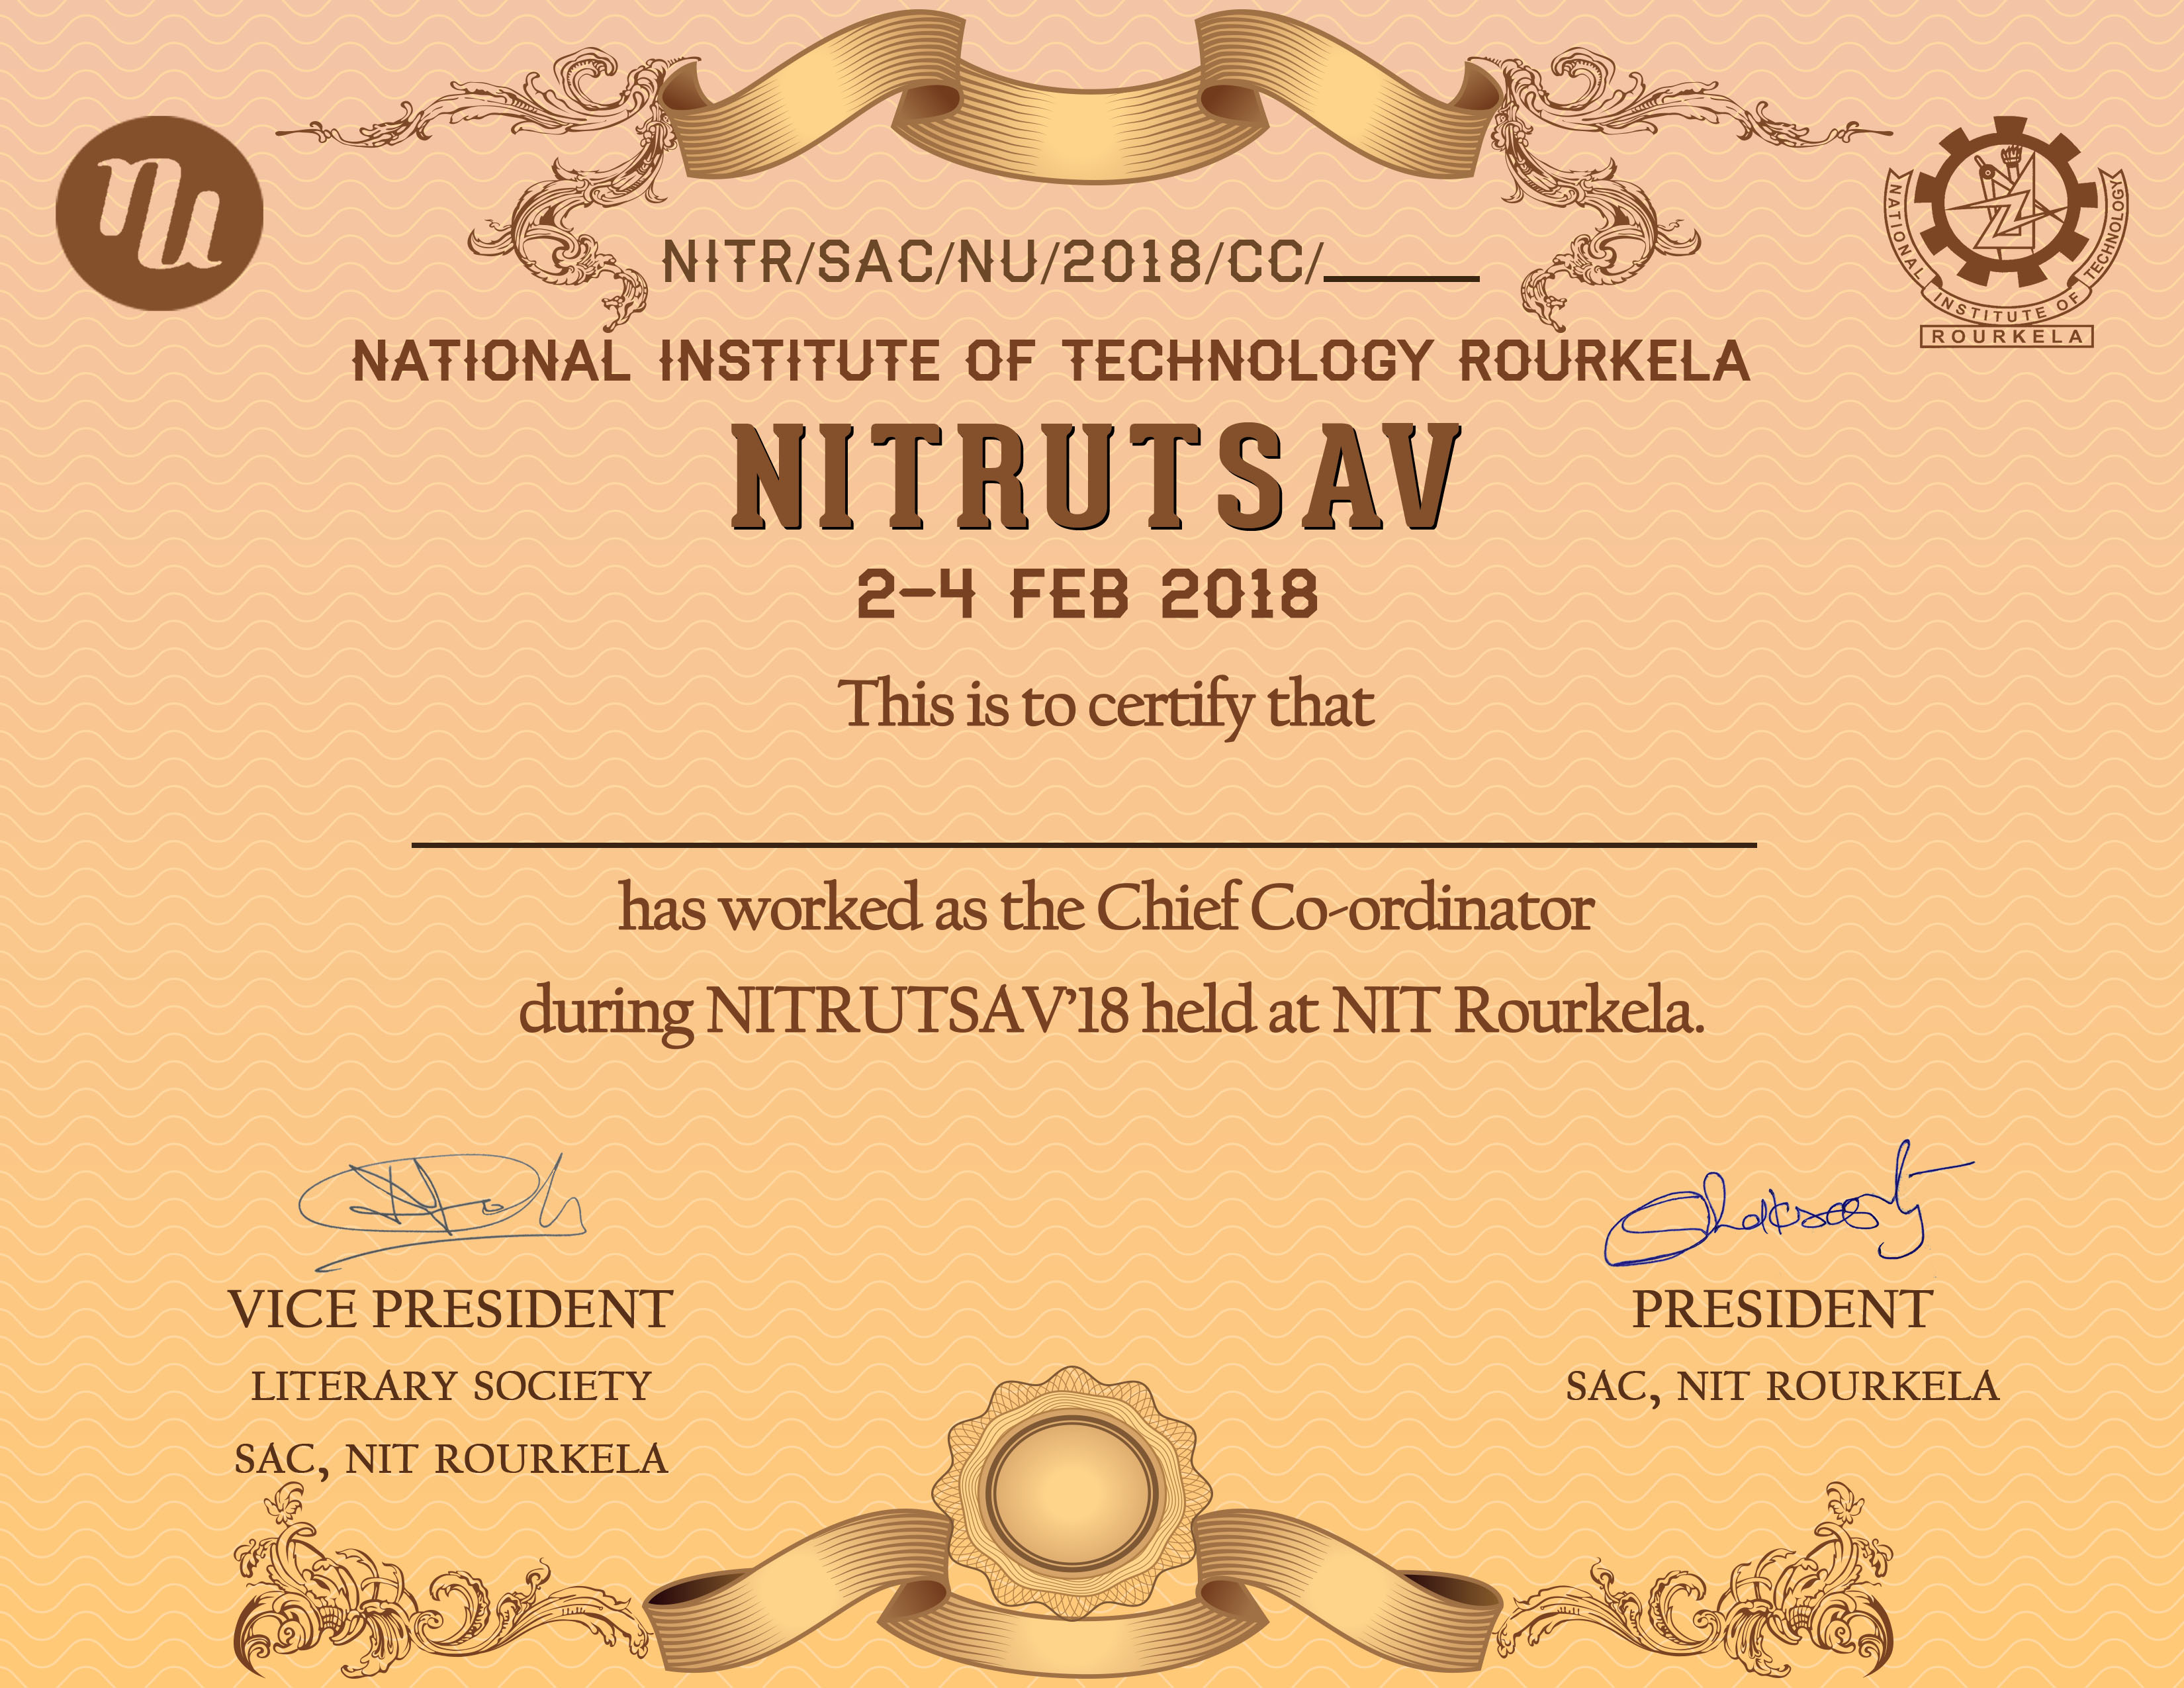 nu
NITR/SAC/NU/2018/CC/
NATIONAL INSTITUTE OF TECHNOLOGY
ROURKELA
NATIONAL INSTITUTE OF TECHNOLOGY ROURKELA
NITRUTSAV
2-4 FEB 2018
This is to certify that
has worked as the Chief Co-ordinator
during NITRUTSAV’18 held at NIT Rourkela.
VICE PRESIDENT
LITERARY SOCIETY
SAC, NIT ROURKELA
PRESIDENT
SAC, NIT ROURKELA